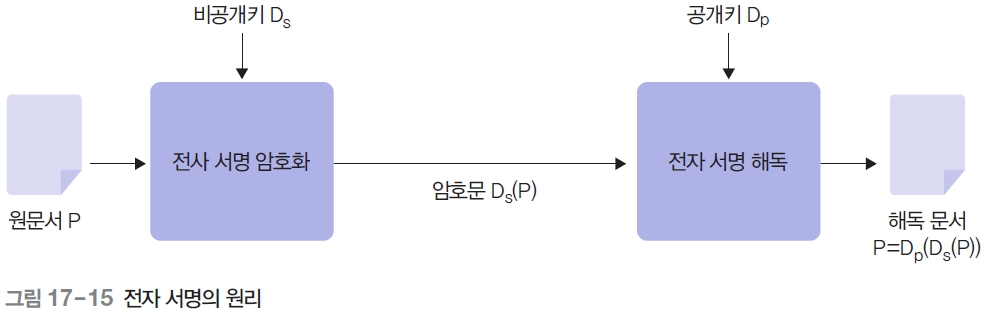 비공개키 Ds
공개키 Dp
전사 서명 암호화
전자 서명 해독
암호문 Ds(P)
원문서 P
해독 문서
P=Dp(Ds(P))
그림 17-15 전자 서명의 원리